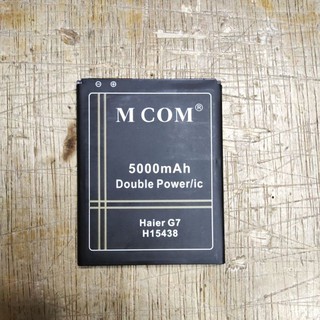 M COM®
5000mAh
Double Power/ic
Haier G7
H15438